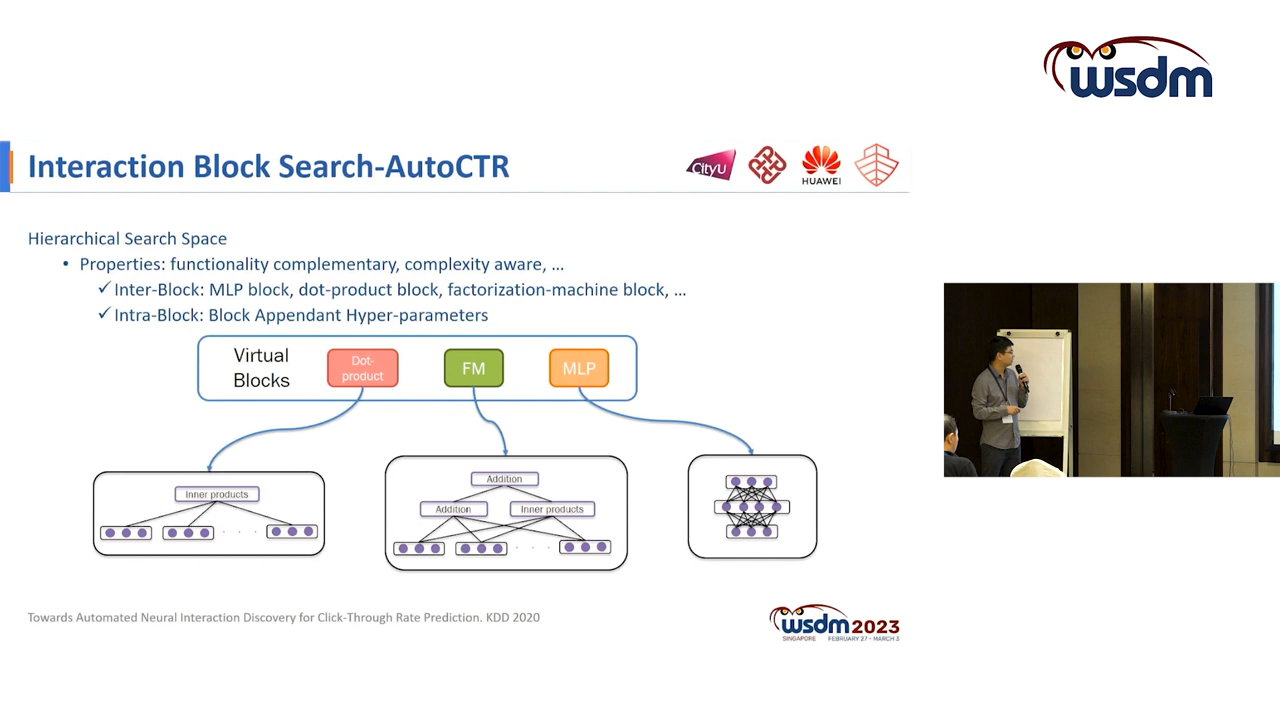 wsdm
Interaction Block Search-AutoCTR
CityU
HUAWEI
Hierarchical Search Space
• Properties: functionality complementary, complexity aware, …
✓ Inter-Block: MLP block, dot-product block, factorization-machine block, …
✓ Intra-Block: Block Appendant Hyper-parameters
Virtual
Blocks
Dot-
product
FM
MLP
Inner products
Addition
Addition
Inner products
Towards Automated Neural Interaction Discovery for Click-Through Rate Prediction. KDD 2020
wsdm2023
SINGAPORE FEBRUARY 27 - MARCH 3